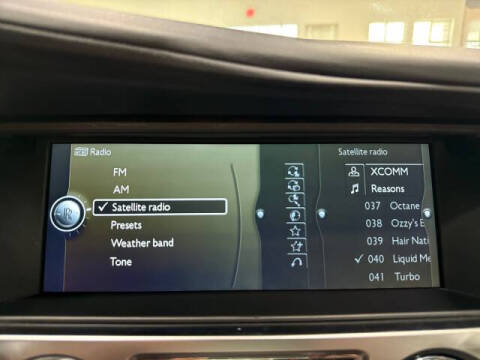 Radio
FM
AM
✓ Satellite radio
Presets
Weather band
Tone
Satellite radio
XCOMM
Reasons
037 Octane
038 Ozzy's
039 Hair Nati
✓ 040 Liquid Me
041 Turbo